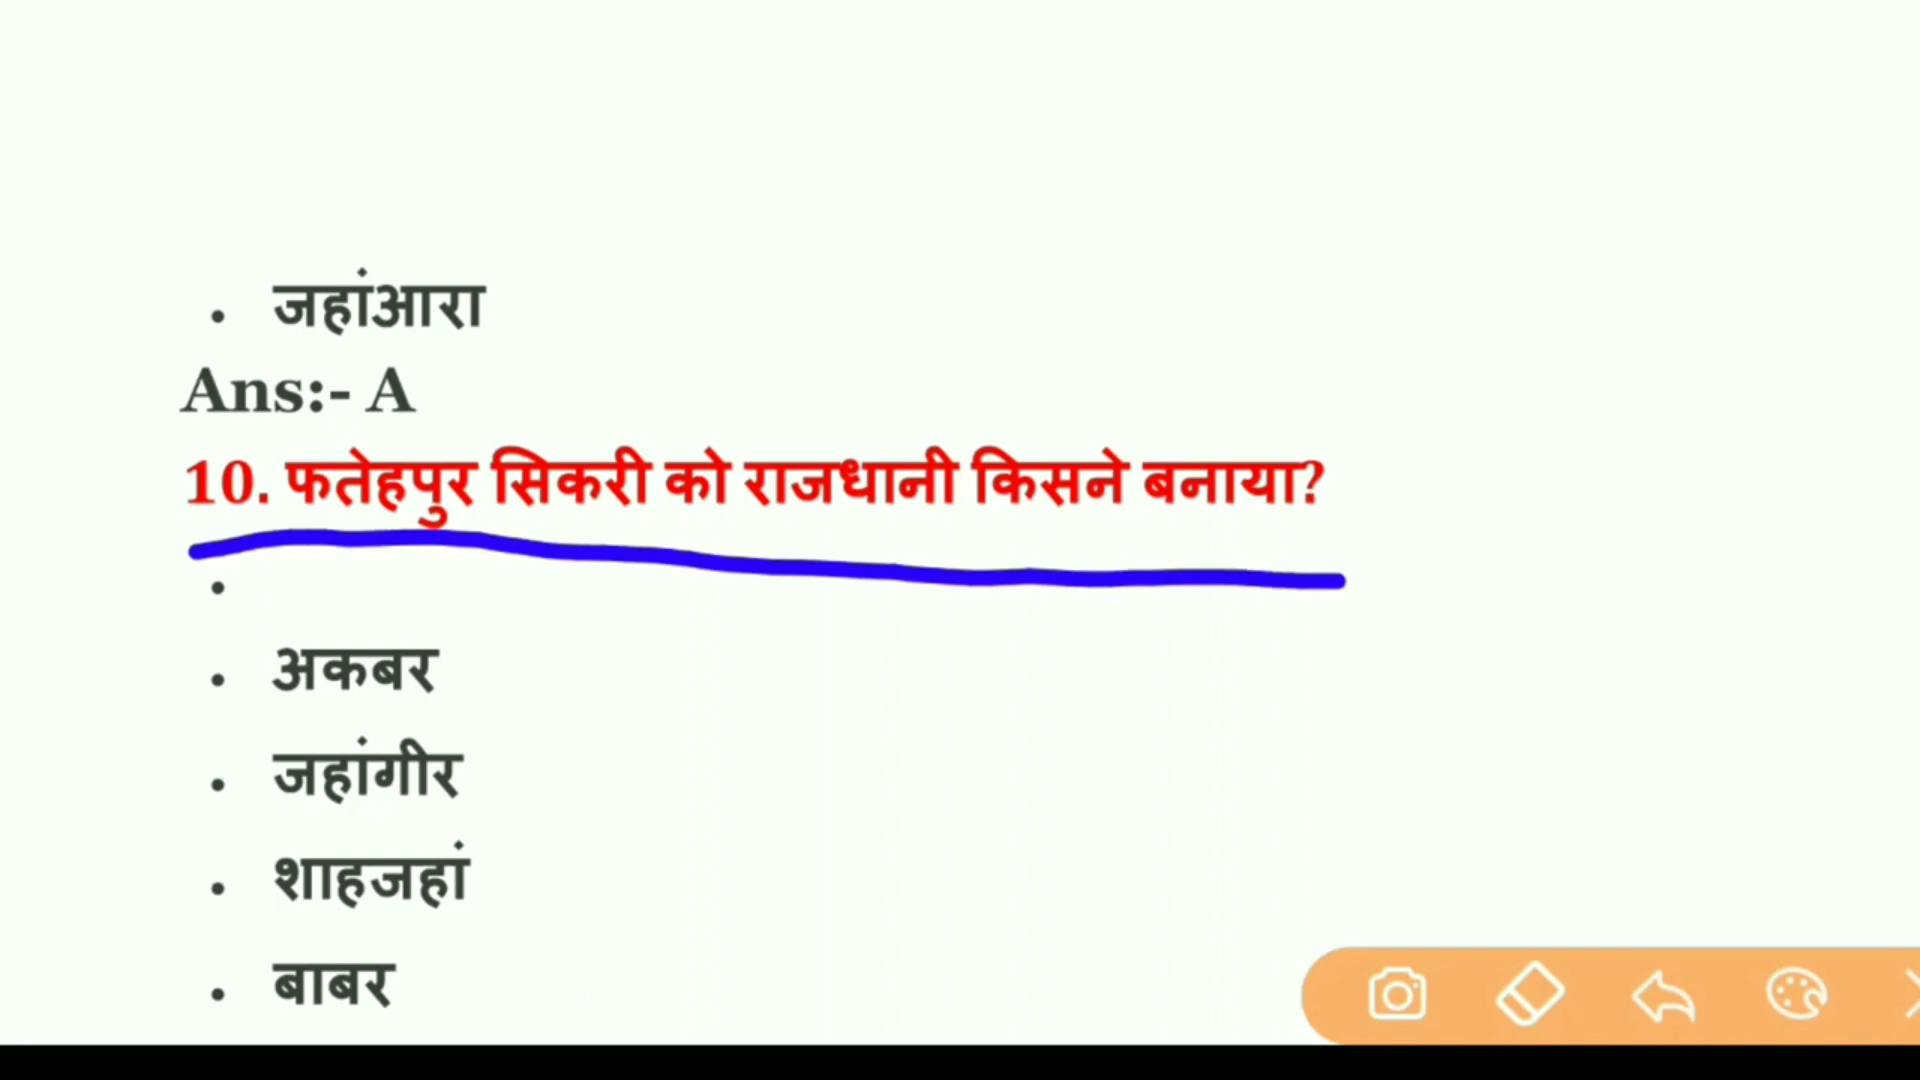 • जहांआरा
Ans:- A
10. फतेहपुर सिकरी को राजधानी किसने बनाया?
•
• अकबर
• जहांगीर
• शाहजहां
• बाबर